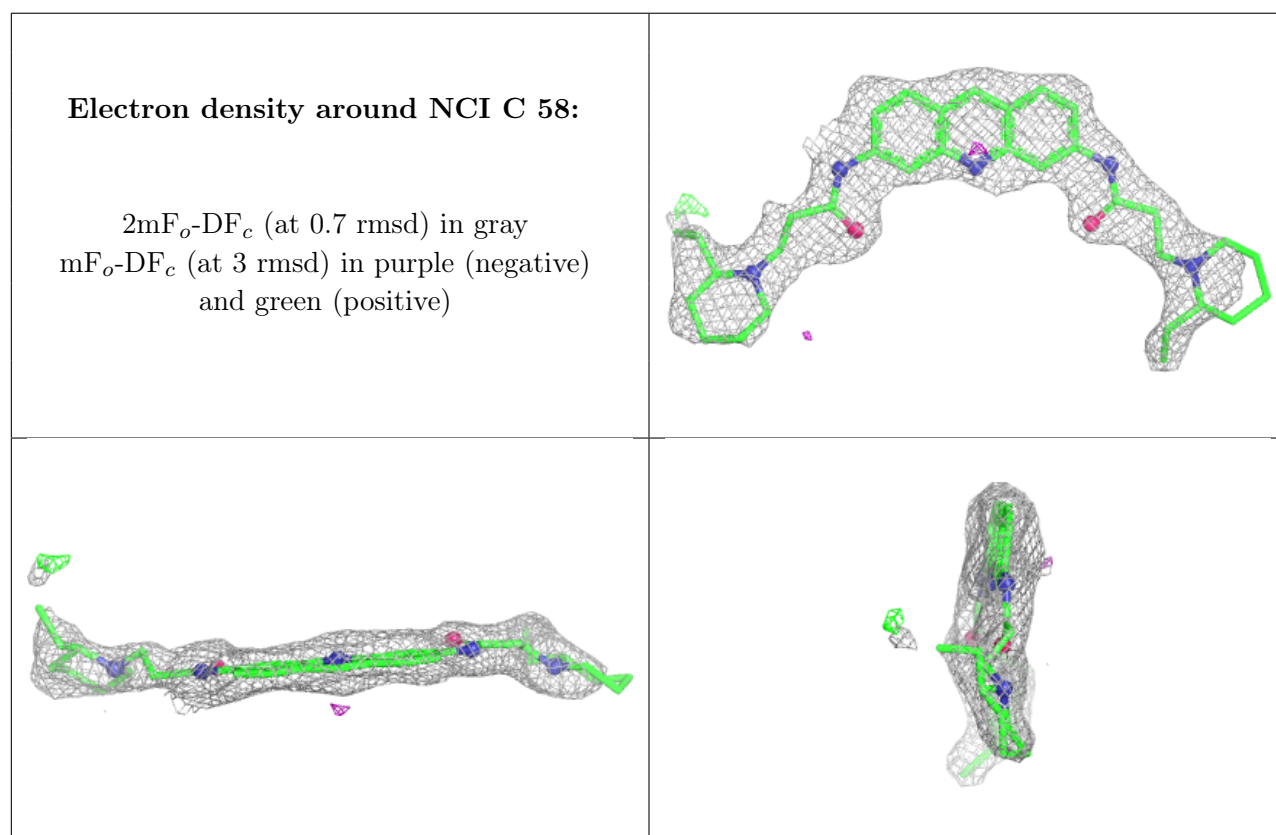 Electron density around NCI C 58:
2mFₒ-DF𝒸 (at 0.7 rmsd) in gray
mFₒ-DF𝒸 (at 3 rmsd) in purple (negative)
and green (positive)